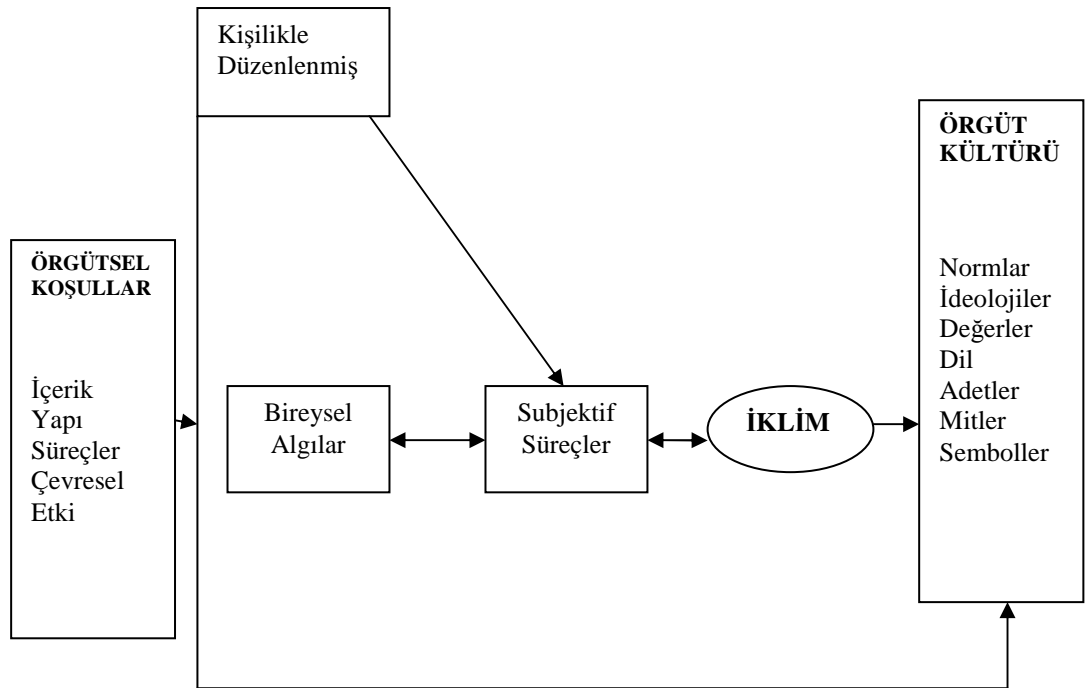 Kişilikle
Düzenlenmiş
ÖRGÜTSEL
KOŞULLAR
İçerik
Yapı
Süreçler
Çevresel
Etki
Bireysel
Algılar
Subjektif
Süreçler
İKLİM
ÖRGÜT
KÜLTÜRÜ
Normlar
İdeolojiler
Değerler
Dil
Adetler
Mitler
Semboller